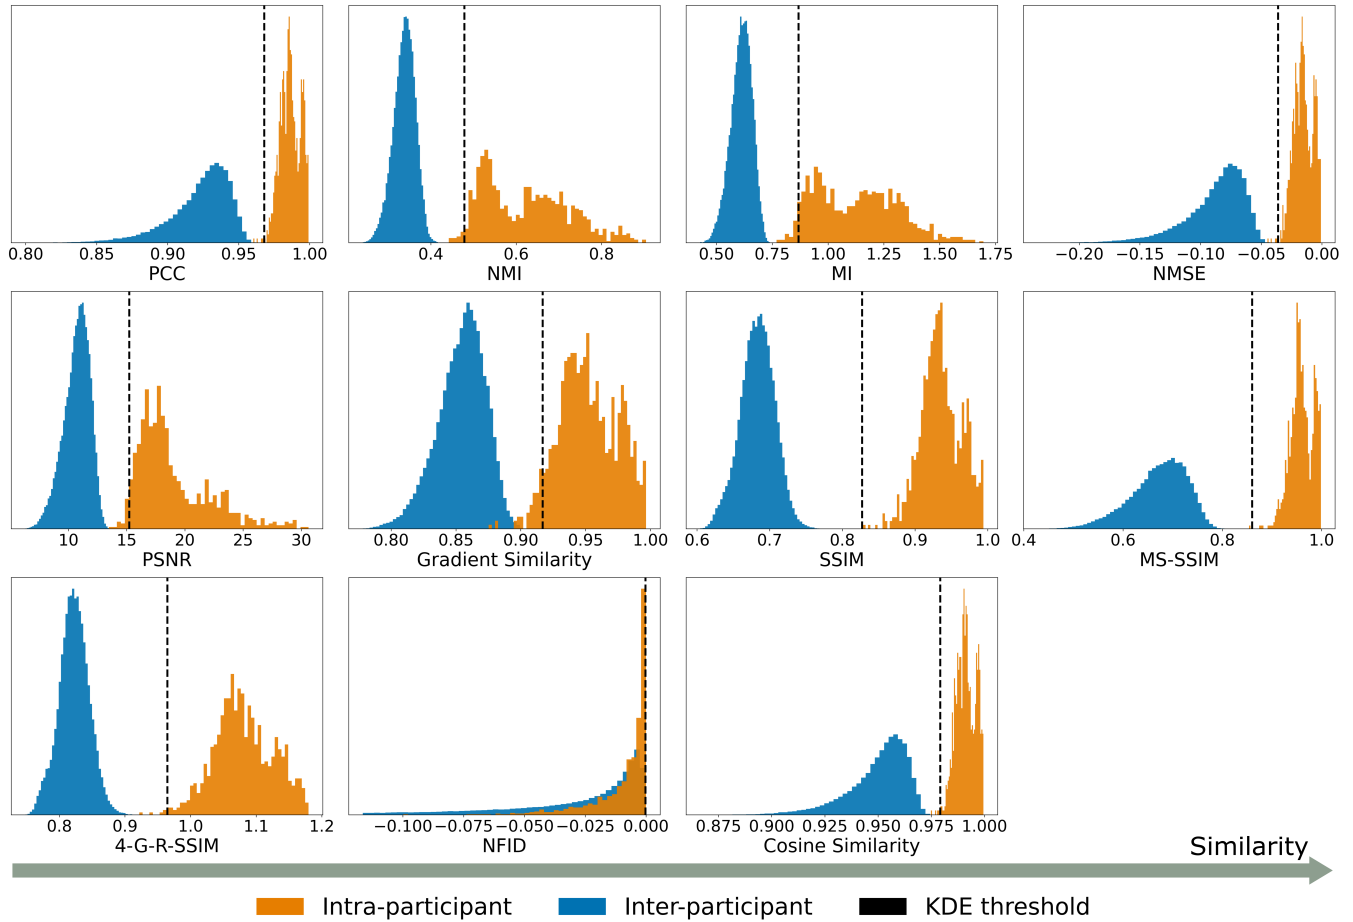 0.80 0.85 0.90 0.95 1.00
PCC
0.4 0.6 0.8
NMI
0.50 0.75 1.00 1.25 1.50 1.75
MI
−0.20 −0.15 −0.10 −0.05 0.00
NMSE
10 15 20 25 30
PSNR
0.80 0.85 0.90 0.95 1.00
Gradient Similarity
0.6 0.7 0.8 0.9 1.0
SSIM
0.4 0.6 0.8 1.0
MS-SSIM
0.8 0.9 1.0 1.1 1.2
4-G-R-SSIM
−0.100 −0.075 −0.050 −0.025 0.000
NFID
0.875 0.900 0.925 0.950 0.975 1.000
Cosine Similarity
Similarity
Intra-participant Inter-participant KDE threshold